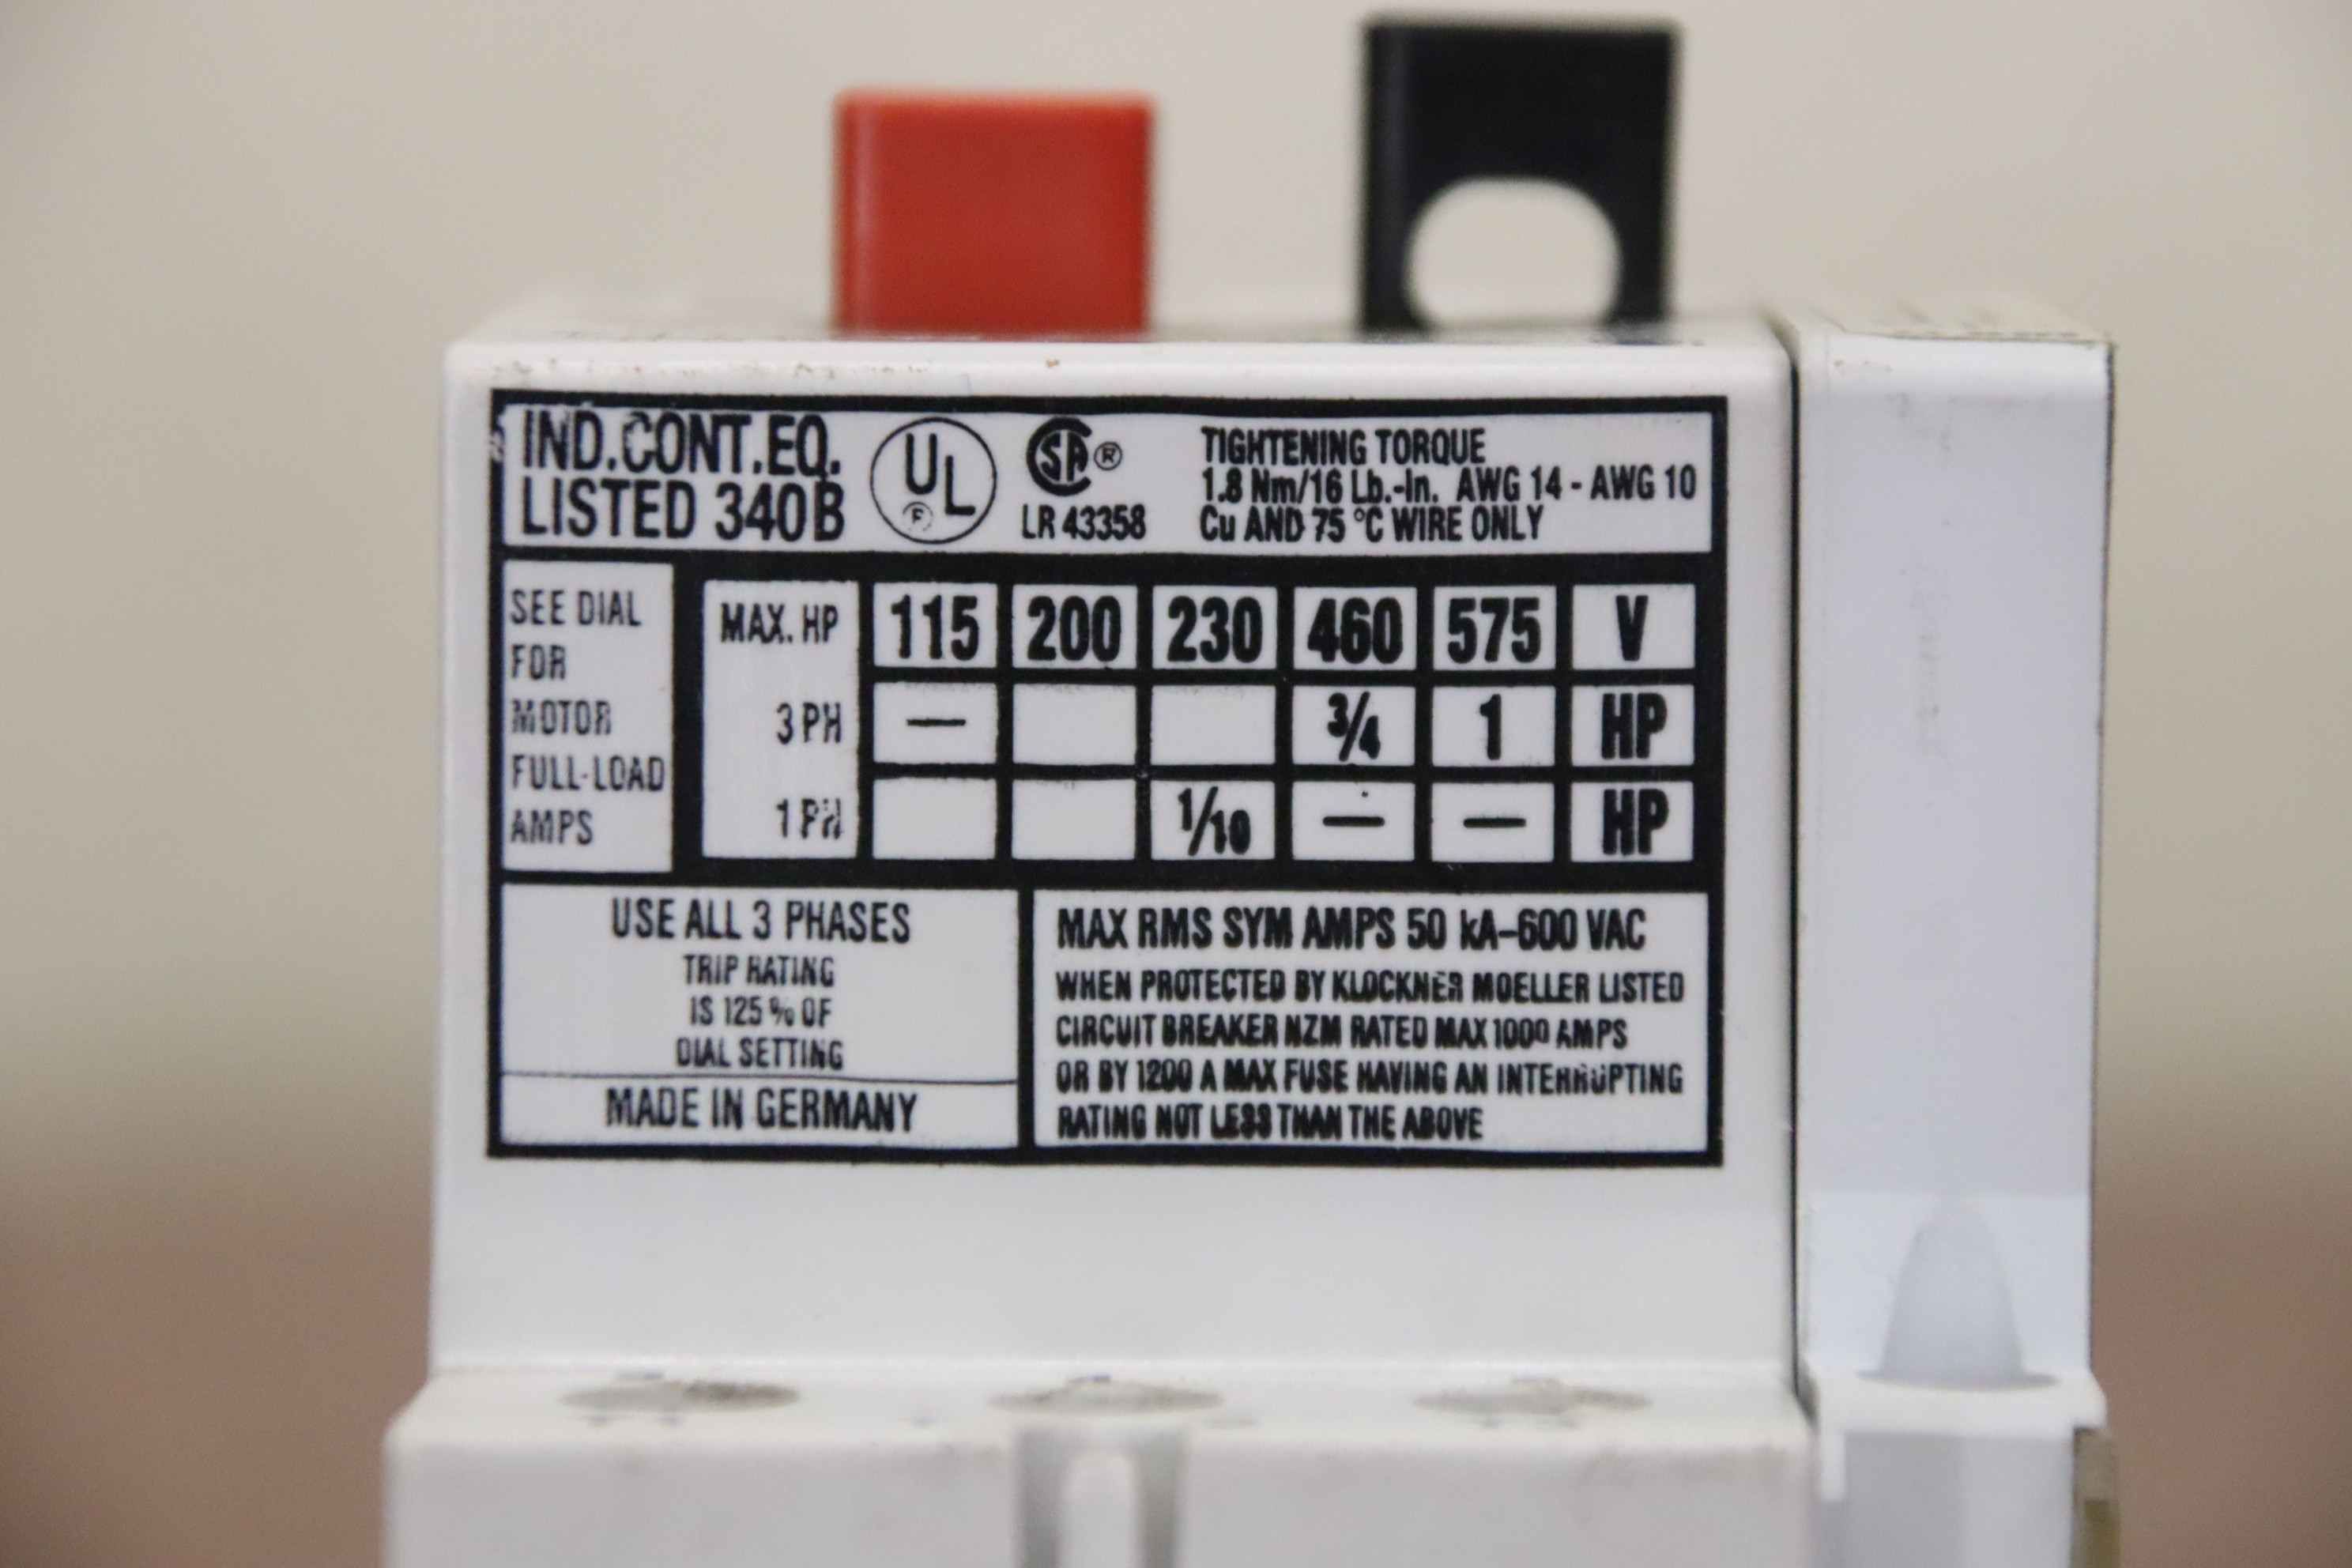 IND.CONT.EQ.
LISTED 340B
UL
R
SA ®
LR 43358
TIGHTENING TORQUE
1.8 Nm/16 Lb.-In. AWG 14 - AWG 10
Cu AND 75 °C WIRE ONLY
SEE DIAL
FOR
MOTOR
FULL-LOAD
AMPS
MAX. HP 115 200 230 460 575 V
3 PH — ¾ 1 HP
1 PH 1/10 — — HP
USE ALL 3 PHASES
TRIP RATING
IS 125 % OF
DIAL SETTING
MADE IN GERMANY
MAX RMS SYM AMPS 50 kA–600 VAC
WHEN PROTECTED BY KLOCKNER MOELLER LISTED
CIRCUIT BREAKER NZM RATED MAX 1000 AMPS
OR BY 1200 A MAX FUSE HAVING AN INTERRUPTING
RATING NOT LESS THAN THE ABOVE